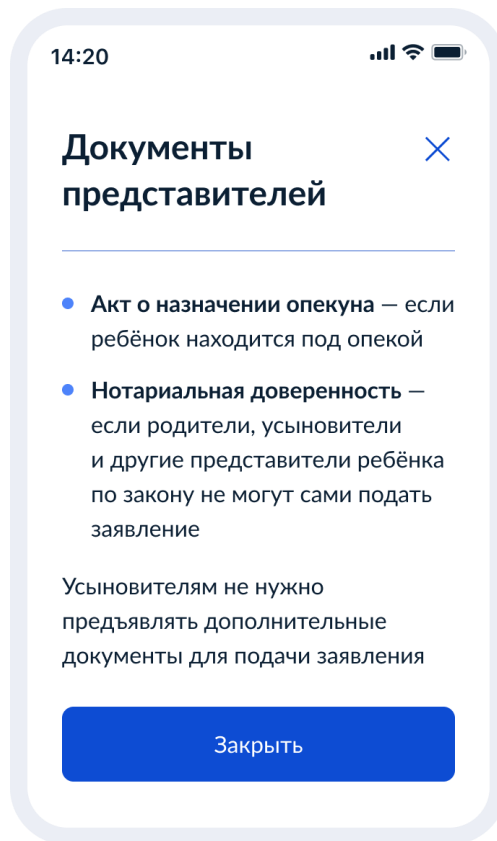 14:20
Документы
представителей
Акт о назначении опекуна — если
ребёнок находится под опекой
Нотариальная доверенность —
если родители, усыновители
и другие представители ребёнка
по закону не могут сами подать
заявление
Усыновителям не нужно
предъявлять дополнительные
документы для подачи заявления
Закрыть